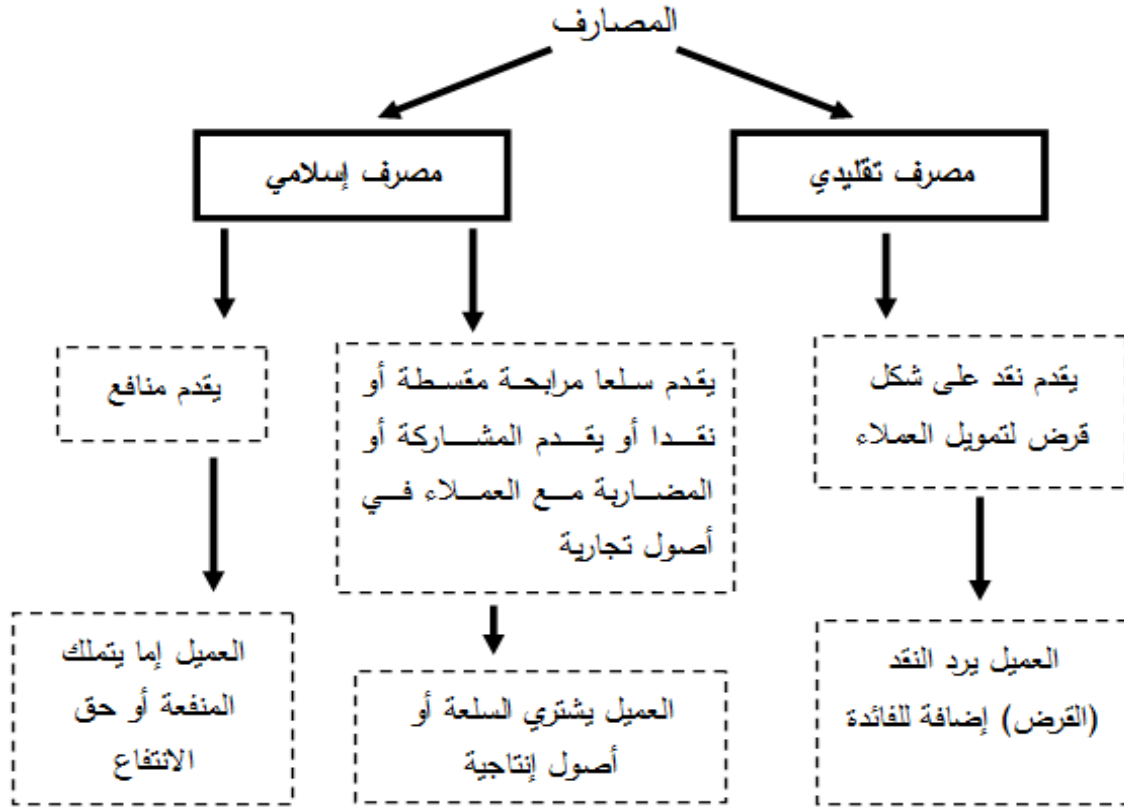 المصارف
مصرف تقليدي
مصرف إسلامي
يقدم نقد على شكل
قرض لتمويل العملاء
يقدم سلعا مرابحة مقسطة أو
نقدا أو يقدم المشاركة أو
المضاربة مع العملاء في
أصول تجارية
يقدم منافع
العميل يرد النقد
(القرض) إضافة للفائدة
العميل يشتري السلعة أو
أصول إنتاجية
العميل إما يتملك
المنفعة أو حق
الانتفاع